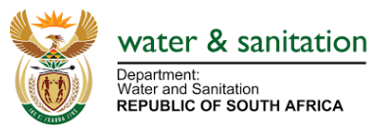 water & sanitation
Department:
Water and Sanitation
REPUBLIC OF SOUTH AFRICA